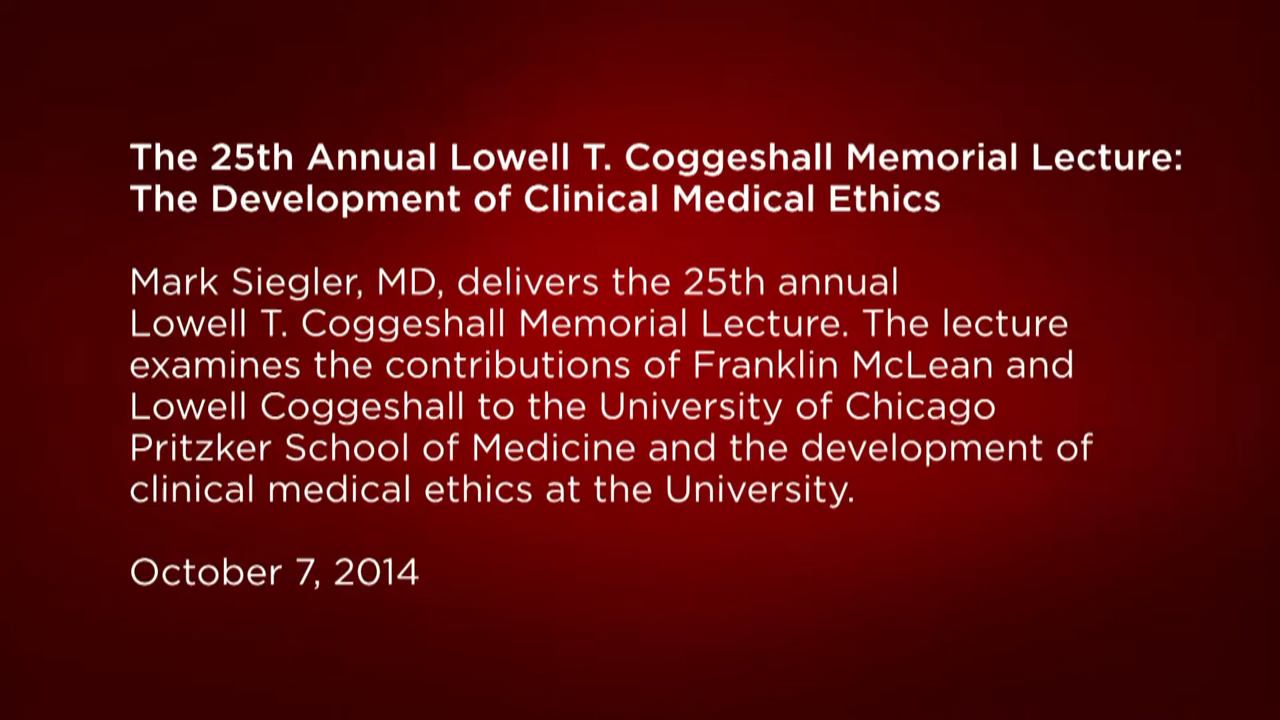 The 25th Annual Lowell T. Coggeshall Memorial Lecture:
The Development of Clinical Medical Ethics
Mark Siegler, MD, delivers the 25th annual
Lowell T. Coggeshall Memorial Lecture. The lecture
examines the contributions of Franklin McLean and
Lowell Coggeshall to the University of Chicago
Pritzker School of Medicine and the development of
clinical medical ethics at the University.
October 7, 2014